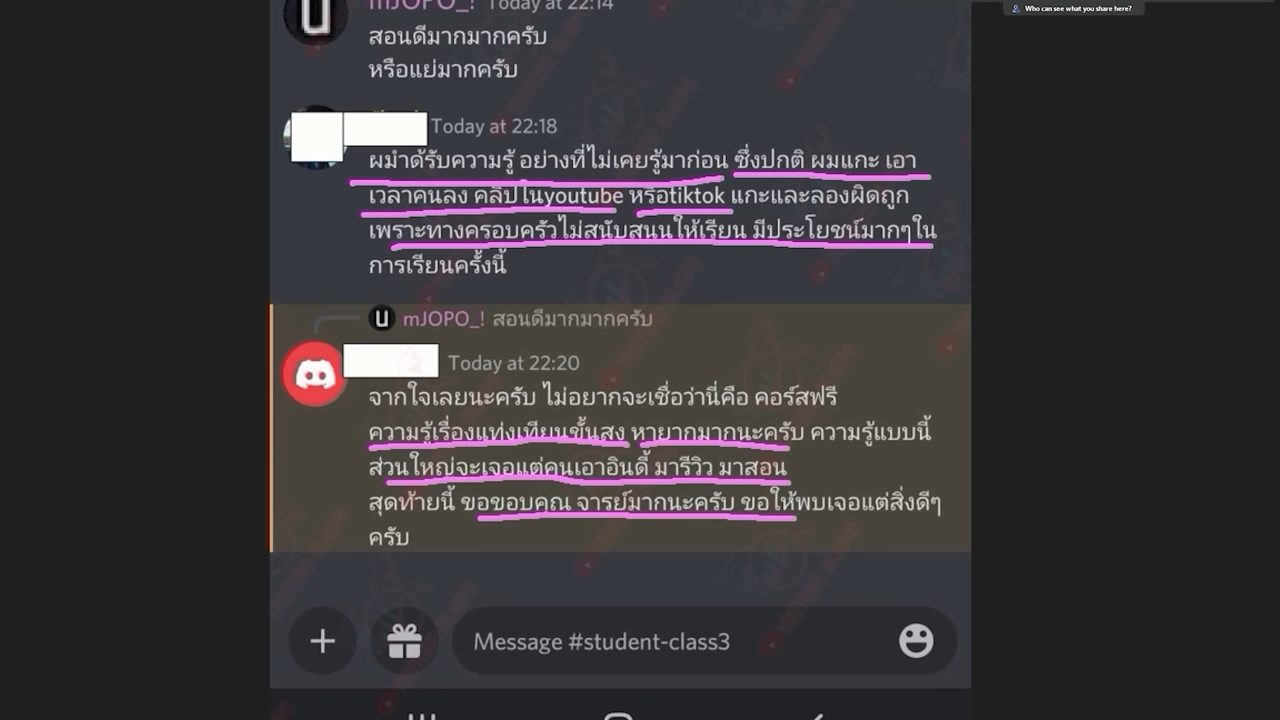 Who can see what you share here?
mJOPO_! Today at 22:14
สอนดีมากมากครับ
หรือแย่มากครับ
Today at 22:18
ผมำด้รับความรู้ อย่างที่ไม่เคยรู้มาก่อน ซึ่งปกติ ผมแกะ เอา
เวลาคนลง คลิปในyoutube หรือtiktok แกะและลองผิดถูก
เพราะทางครอบครัวไม่สนับสนุนให้เรียน มีประโยชน์มากๆใน
การเรียนครั้งนี้
mJOPO_! สอนดีมากมากครับ
Today at 22:20
จากใจเลยนะครับ ไม่อยากจะเชื่อว่านี่คือ คอร์สฟรี
ความรู้เรื่องแท่งเทียนขั้นสูง หายากมากนะครับ ความรู้แบบนี้
ส่วนใหญ่จะเจอแต่คนเอาอินดี้ มารีวิว มาสอน
สุดท้ายนี้ ขอขอบคุณ จารย์มากนะครับ ขอให้พบเจอแต่สิ่งดีๆ
ครับ
Message #student-class3